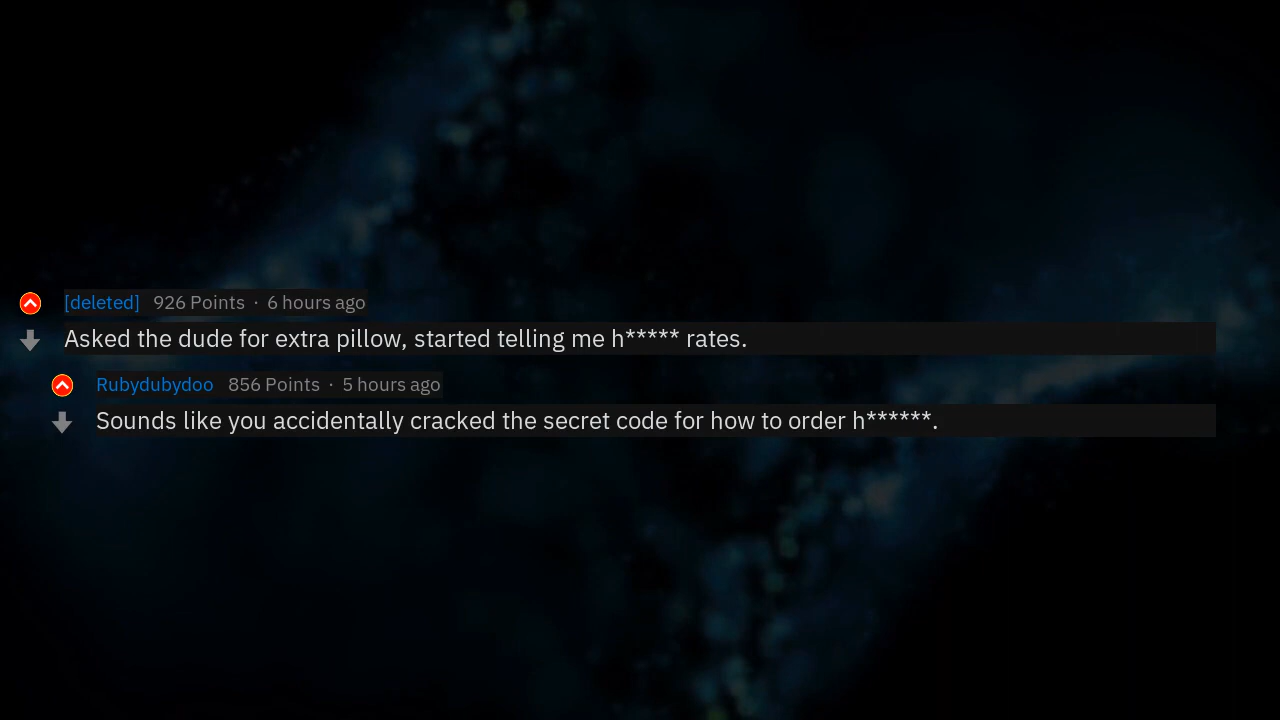 [deleted] 926 Points · 6 hours ago
Asked the dude for extra pillow, started telling me h***** rates.
Rubydubydoo 856 Points · 5 hours ago
Sounds like you accidentally cracked the secret code for how to order h******.